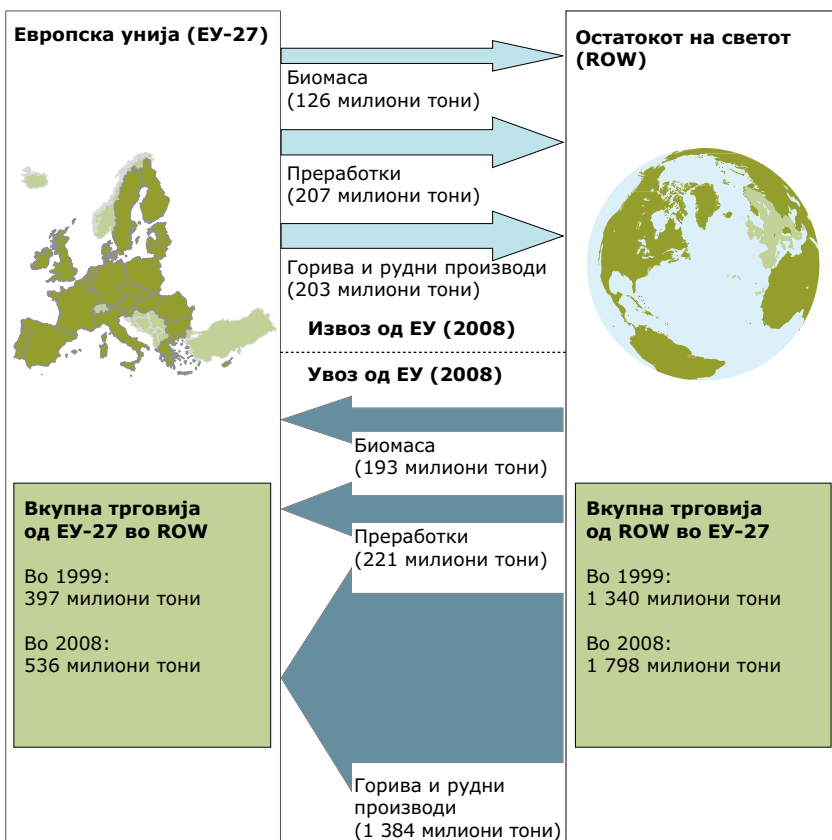 Европска унија (ЕУ-27)
Остатокот на светот
(ROW)
Биомаса
(126 милиони тони)
Преработки
(207 милиони тони)
Горива и рудни производи
(203 милиони тони)
Извоз од ЕУ (2008)
Увоз од ЕУ (2008)
Биомаса
(193 милиони тони)
Преработки
(221 милиони тони)
Горива и рудни
производи
(1 384 милиони тони)
Вкупна трговија
од ЕУ-27 во ROW
Во 1999:
397 милиони тони
Во 2008:
536 милиони тони
Вкупна трговија
од ROW во ЕУ-27
Во 1999:
1 340 милиони тони
Во 2008:
1 798 милиони тони